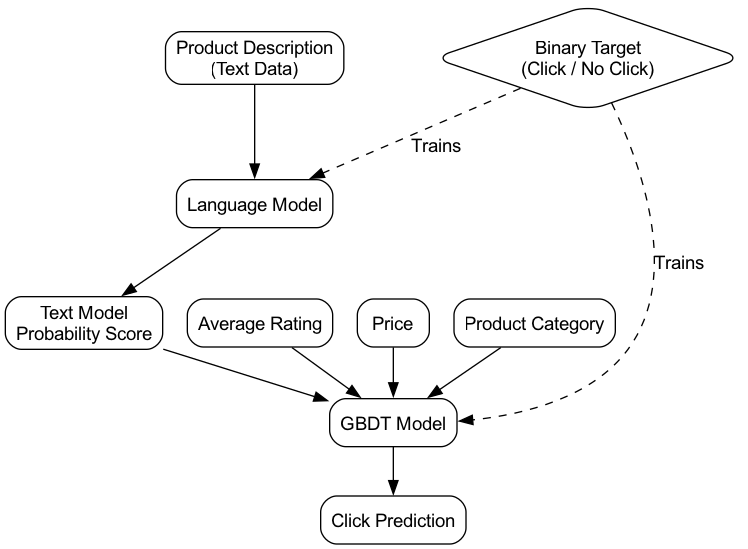 Product Description
(Text Data)
Binary Target
(Click / No Click)
Trains
Language Model
Trains
Text Model
Probability Score
Average Rating
Price
Product Category
GBDT Model
Click Prediction